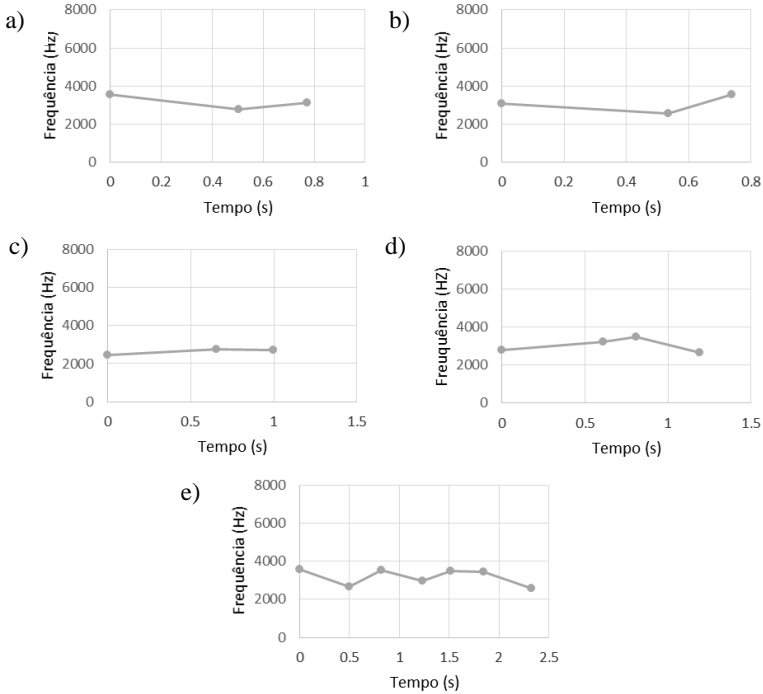 a)
Frequência (Hz)
8000
6000
4000
2000
0
0 0.2 0.4 0.6 0.8 1
Tempo (s)
b)
Frequência (Hz)
8000
6000
4000
2000
0
0 0.2 0.4 0.6 0.8
Tempo (s)
c)
Frequência (Hz)
8000
6000
4000
2000
0
0 0.5 1 1.5
Tempo (s)
d)
Freuquência (HZ)
8000
6000
4000
2000
0
0 0.5 1 1.5
Tempo (s)
e)
Frequência (Hz)
8000
6000
4000
2000
0
0 0.5 1 1.5 2 2.5
Tempo (s)